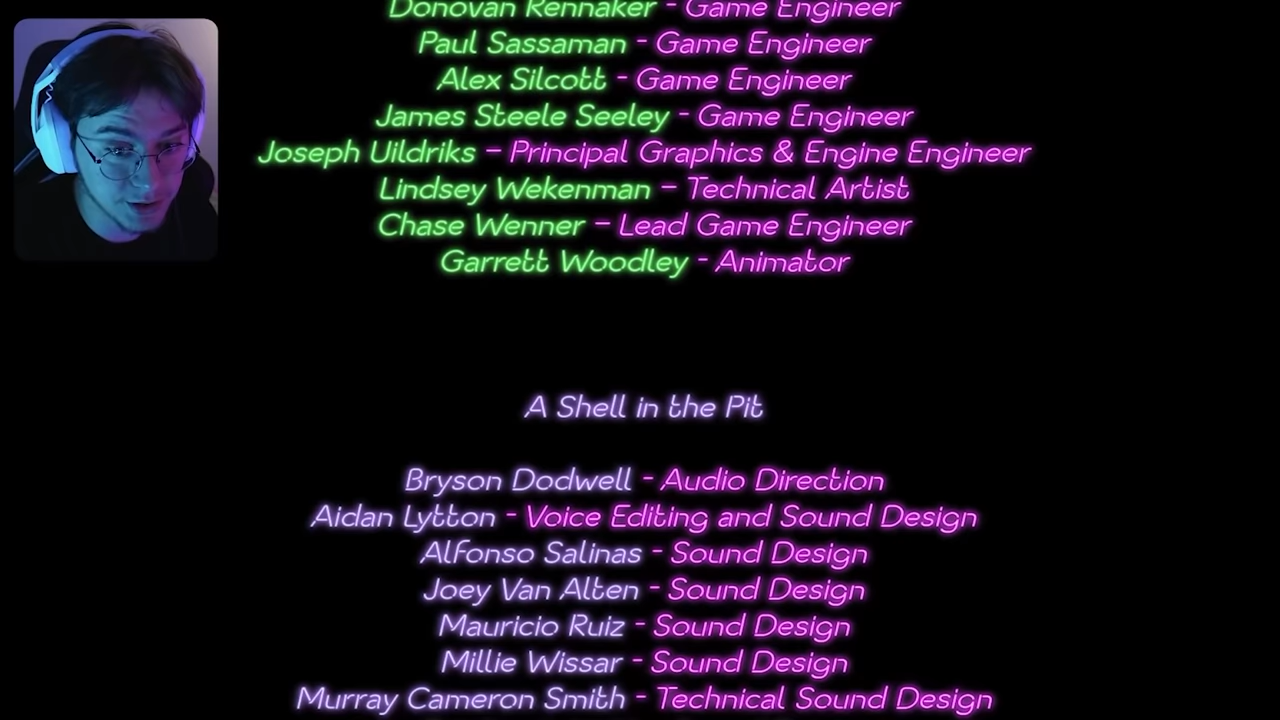 Donovan Rennaker - Game Engineer
Paul Sassaman - Game Engineer
Alex Silcott - Game Engineer
James Steele Seeley - Game Engineer
Joseph Uildriks – Principal Graphics & Engine Engineer
Lindsey Wekenman – Technical Artist
Chase Wenner – Lead Game Engineer
Garrett Woodley - Animator
A Shell in the Pit
Bryson Dodwell - Audio Direction
Aidan Lytton - Voice Editing and Sound Design
Alfonso Salinas - Sound Design
Joey Van Alten - Sound Design
Mauricio Ruiz - Sound Design
Millie Wissar - Sound Design
Murray Cameron Smith - Technical Sound Design